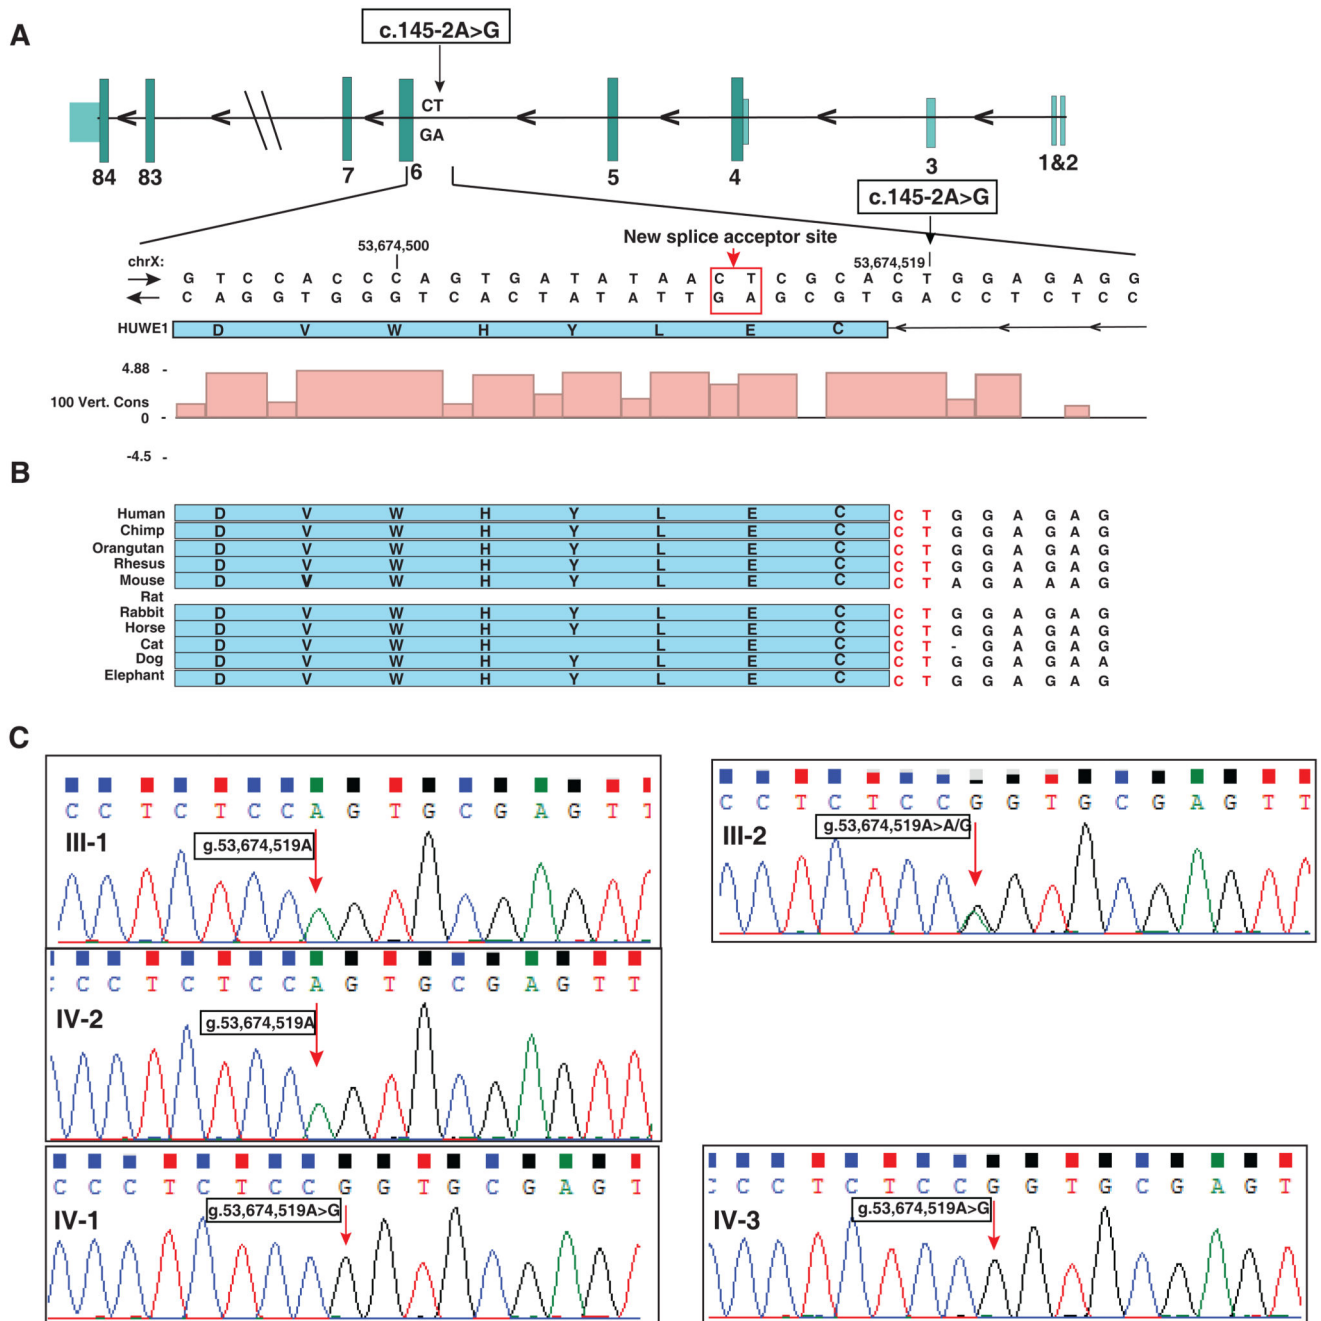 A
c.145-2A>G
CT
GA
84 83 7 6 5 4 3 1&2
c.145-2A>G
New splice acceptor site
53,674,500
53,674,519
chrX:
G T C C A C C C A G T G A T A T A A C T C G C A C T G G A G A G G
C A G G T G G G T C A C T A T A T T G A G C G T G A C C T C T C C
HUWE1 D V W H Y L E C
4.88 -
100 Vert. Cons
0 -
-4.5 -
B
Human D V W H Y L E C C T G G A G A G
Chimp D V W H Y L E C C T G G A G A G
Orangutan D V W H Y L E C C T G G A G A G
Rhesus D V W H Y L E C C T G G A G A G
Mouse D V W H Y L E C C T A G A A A G
Rat
Rabbit D V W H Y L E C C T G G A G A G
Horse D V W H Y L E C C T G G A G A G
Cat D V W H L E C C T - G A G A G
Dog D V W H Y L E C C T G G A G A A
Elephant D V W H Y L E C C T G G A G A G
C
C C T C T C C A G T G C G A G T T
III-1
g.53,674,519A
C C T C T C C G G T G C G A G T T
g.53,674,519A>A/G
III-2
C C C T C T C C A G T G C G A G T T
IV-2
g.53,674,519A
C C C T C T C C G G T G C G A G T
g.53,674,519A>G
IV-1
C C C T C T C C G G T G C G A G T
g.53,674,519A>G
IV-3